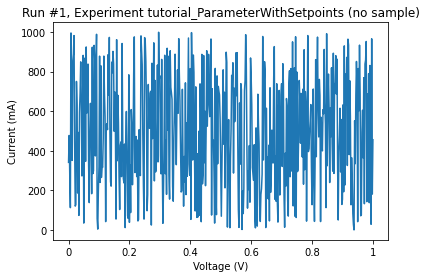 Run #1, Experiment tutorial_ParameterWithSetpoints (no sample)
Current (mA)
1000
800
600
400
200
0
0.0 0.2 0.4 0.6 0.8 1
Voltage (V)